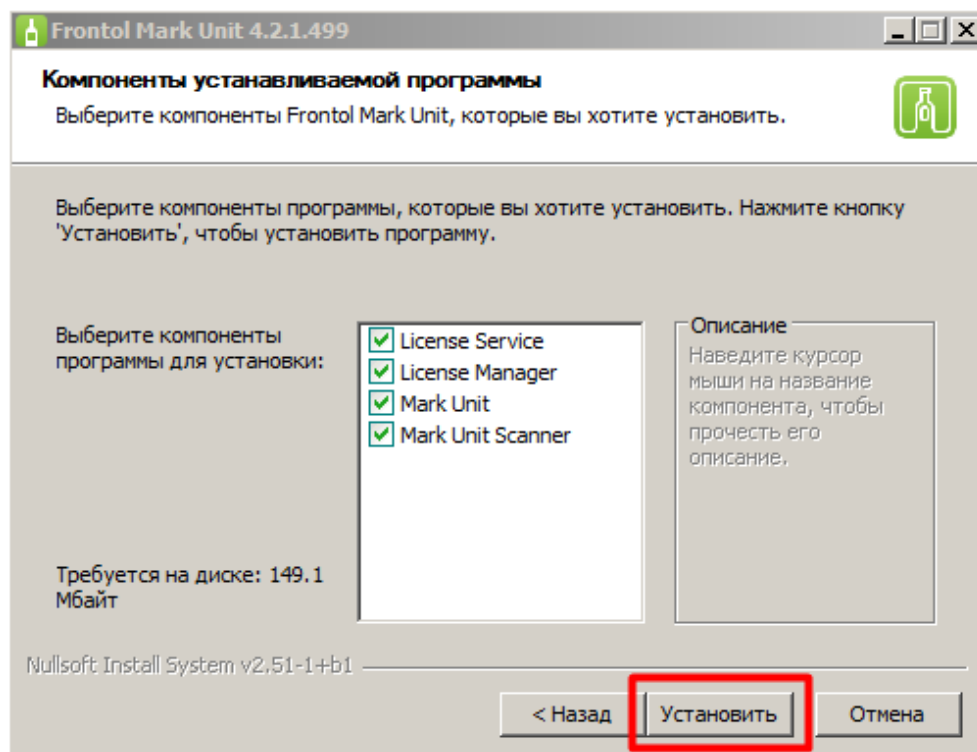 Frontol Mark Unit 4.2.1.499
Компоненты устанавливаемой программы
Выберите компоненты Frontol Mark Unit, которые вы хотите установить.
Выберите компоненты программы, которые вы хотите установить. Нажмите кнопку
'Установить', чтобы установить программу.
Выберите компоненты
программы для установки:
License Service
License Manager
Mark Unit
Mark Unit Scanner
Описание
Наведите курсор
мыши на название
компонента, чтобы
прочесть его
описание.
Требуется на диске: 149.1
Мбайт
Nullsoft Install System v2.51-1+b1
< Назад
Установить
Отмена